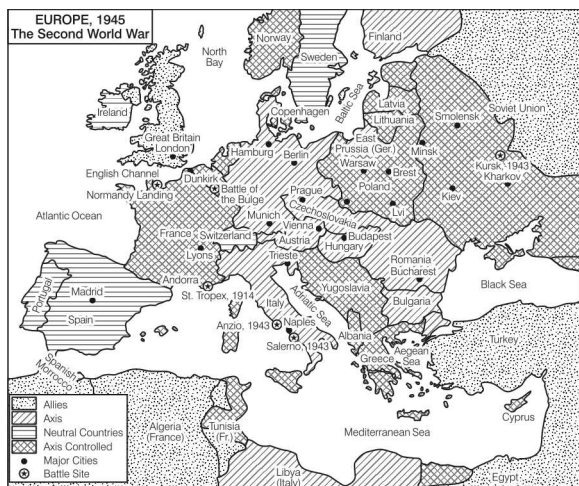 EUROPE, 1945
The Second World War
North
Bay
Norway
Sweden
Finland
Baltic Sea
Ireland
Great Britain
London
Copenhagen
Latvia
Lithuania
Smolensk
Soviet Union
English Channel
Hamburg
Berlin
East
Prussia (Ger.)
Warsaw
Minsk
Kursk, 1943
Kharkov
Dunkirk
Normandy Landing
Battle of
the Bulge
Prague
Poland
Brest
Lvi
Kiev
Atlantic Ocean
Czechoslovakia
Munich
Vienna
France
Switzerland
Austria
Budapest
Hungary
Lyons
Trieste
Romania
Bucharest
Andorra
St. Tropex, 1914
Yugoslavia
Bulgaria
Black Sea
Portugal
Madrid
Spain
Italy
Adriatic Sea
Anzio, 1943
Naples
Salerno, 1943
Albania
Greece
Aegean
Sea
Turkey
Spanish
Morrocco
Cyprus
Allies
Axis
Neutral Countries
Axis Controlled
Major Cities
Battle Site
Algeria
(France)
Tunisia
(Fr.)
Mediterranean Sea
Libya
(Italy)
Egypt